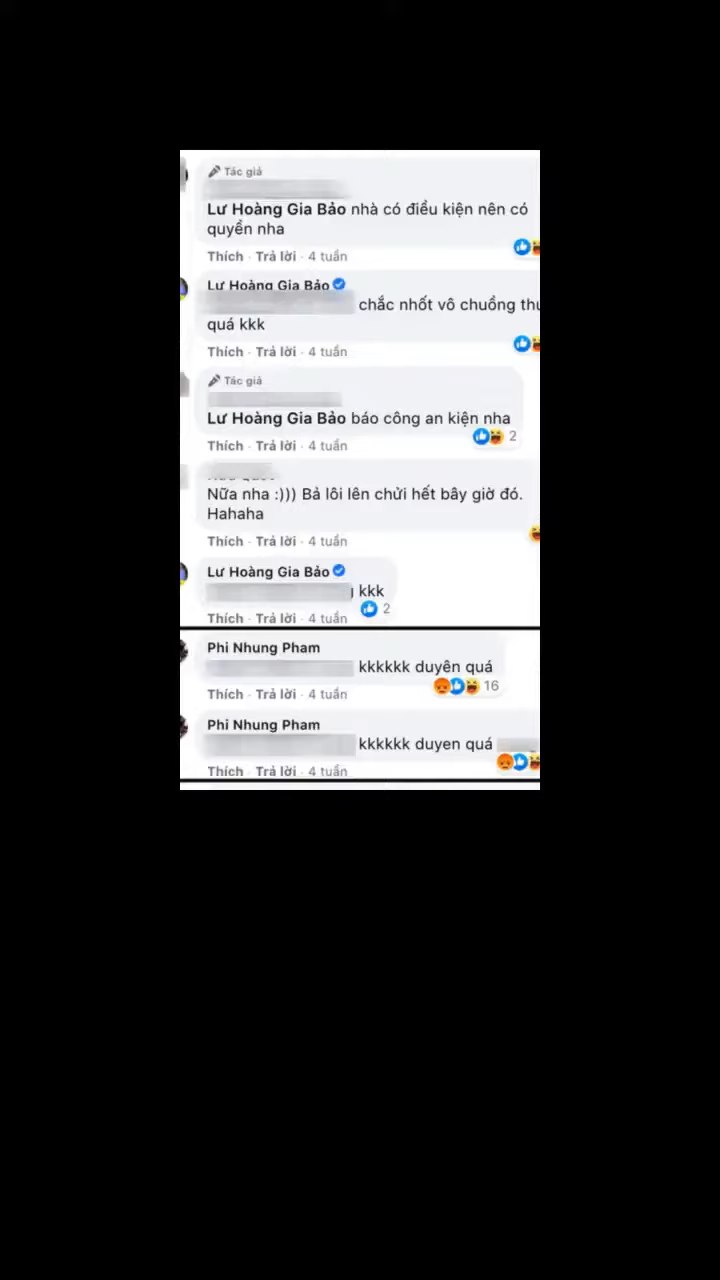 Tác giả
Lư Hoàng Gia Bảo nhà có điều kiện nên có
quyền nha
Thích · Trả lời · 4 tuần
Lư Hoàng Gia Bảo
chắc nhốt vô chuồng thú
quá kkk
Thích · Trả lời · 4 tuần
Tác giả
Lư Hoàng Gia Bảo báo công an kiện nha
2
Thích · Trả lời · 4 tuần
Nữa nha :))) Bả lôi lên chửi hết bây giờ đó.
Hahaha
Thích · Trả lời · 4 tuần
Lư Hoàng Gia Bảo
kkk
2
Thích · Trả lời · 4 tuần
Phi Nhung Pham
kkkkkk duyên quá
16
Thích · Trả lời · 4 tuần
Phi Nhung Pham
kkkkkk duyen quá
Thích · Trả lời · 4 tuần